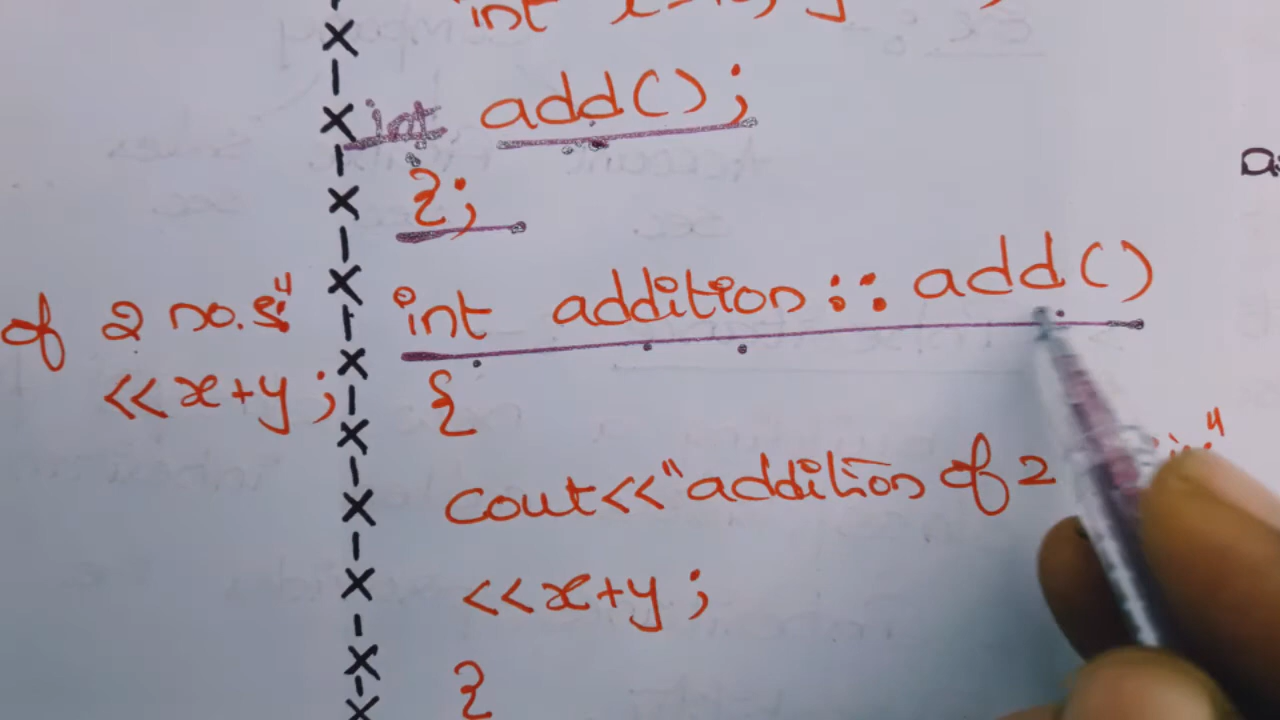 int
int add();
};
int addition :: add()
{
cout<<"addition of 2
<<x+y ;
}
of 2 no.s"
<<x+y ;